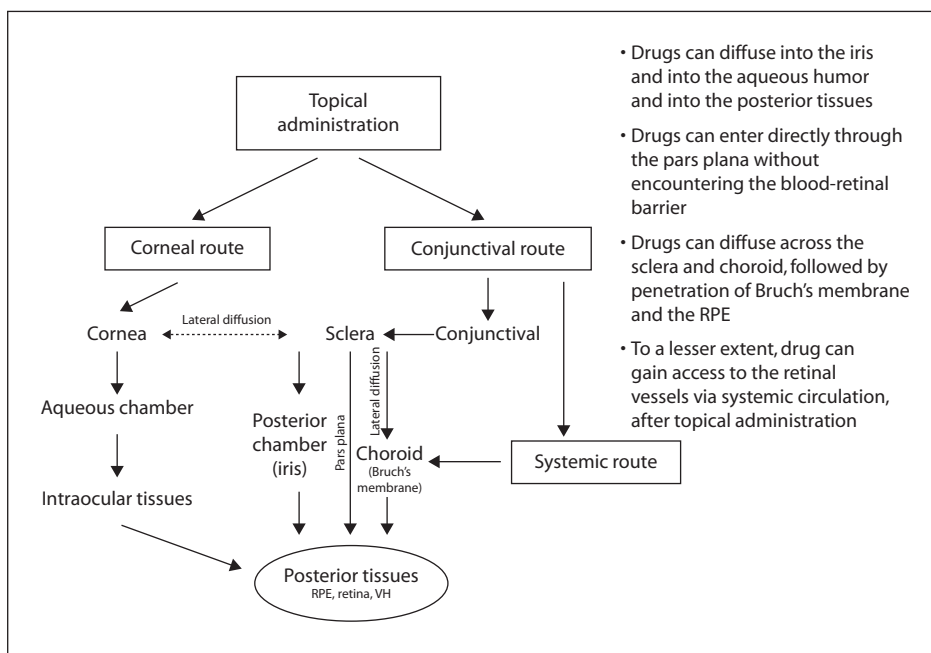 Topical
administration
Corneal route
Conjunctival route
Cornea
Lateral diffusion
Sclera
Conjunctival
Aqueous chamber
Posterior
chamber
(iris)
Pars plana
Lateral diffusion
Choroid
(Bruch's
membrane)
Systemic route
Intraocular tissues
Posterior tissues
RPE, retina, VH
• Drugs can diffuse into the iris
and into the aqueous humor
and into the posterior tissues
• Drugs can enter directly through
the pars plana without
encountering the blood-retinal
barrier
• Drugs can diffuse across the
sclera and choroid, followed by
penetration of Bruch's membrane
and the RPE
• To a lesser extent, drug can
gain access to the retinal
vessels via systemic circulation,
after topical administration